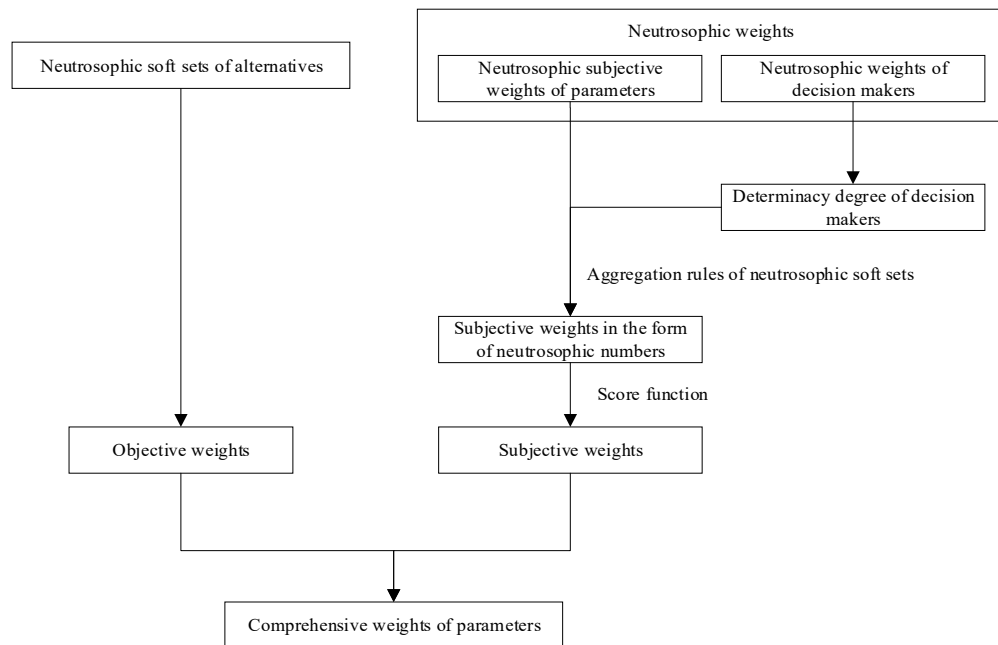 Neutrosophic weights
Neutrosophic soft sets of alternatives
Neutrosophic subjective
weights of parameters
Neutrosophic weights of
decision makers
Determinacy degree of decision
makers
Aggregation rules of neutrosophic soft sets
Subjective weights in the form
of neutrosophic numbers
Score function
Objective weights
Subjective weights
Comprehensive weights of parameters